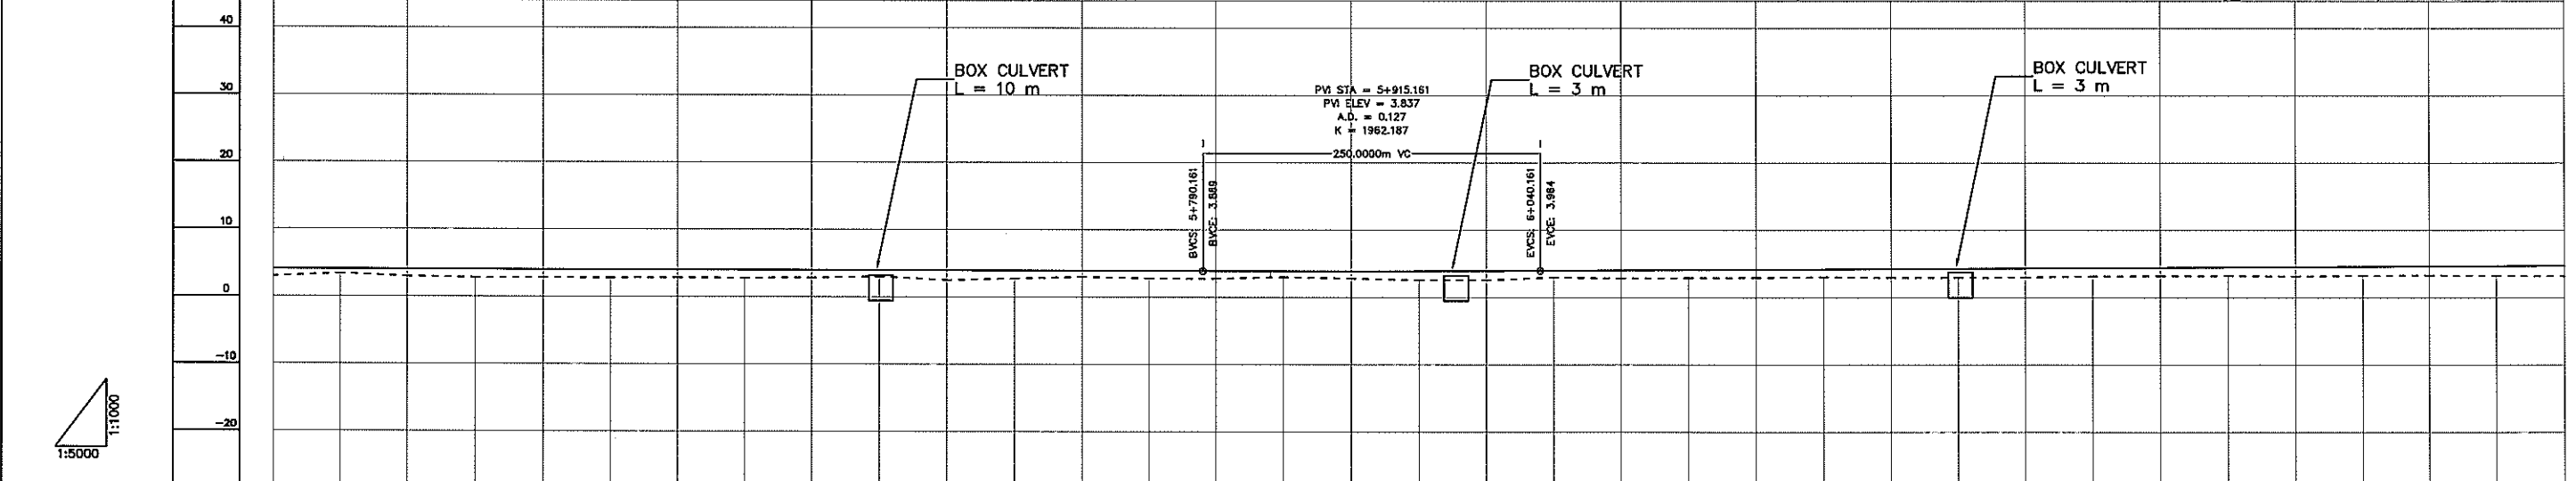 40
30
20
10
0
-10
-20
1:1000
1:5000
BOX CULVERT
L = 10 m
PVI STA = 5+915.161
PVI ELEV = 3.837
A.D. = 0.127
K = 1962.187
250.0000m VC
BVCS: 5+790.161
BVCE: 3.889
EVCS: 6+040.161
EVCE: 3.984
BOX CULVERT
L = 3 m
BOX CULVERT
L = 3 m